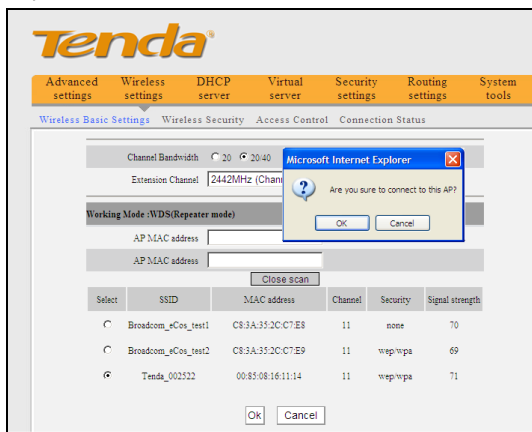 Tenda®
Advanced settings Wireless settings DHCP server Virtual server Security settings Routing settings System tools
Wireless Basic Settings Wireless Security Access Control Connection Status
Channel Bandwidth 20 20/40
Extension Channel 2442MHz (Chan
Microsoft Internet Explorer
Are you sure to connect to this AP?
OK Cancel
Working Mode :WDS(Repeater mode)
AP MAC address
AP MAC address
Close scan
Select SSID MAC address Channel Security Signal strength
Broadcom_eCos_test1 C8:3A:35:2C:C7:E8 11 none 70
Broadcom_eCos_test2 C8:3A:35:2C:C7:E9 11 wep/wpa 69
Tenda_002522 00:85:08:16:11:14 11 wep/wpa 71
Ok Cancel